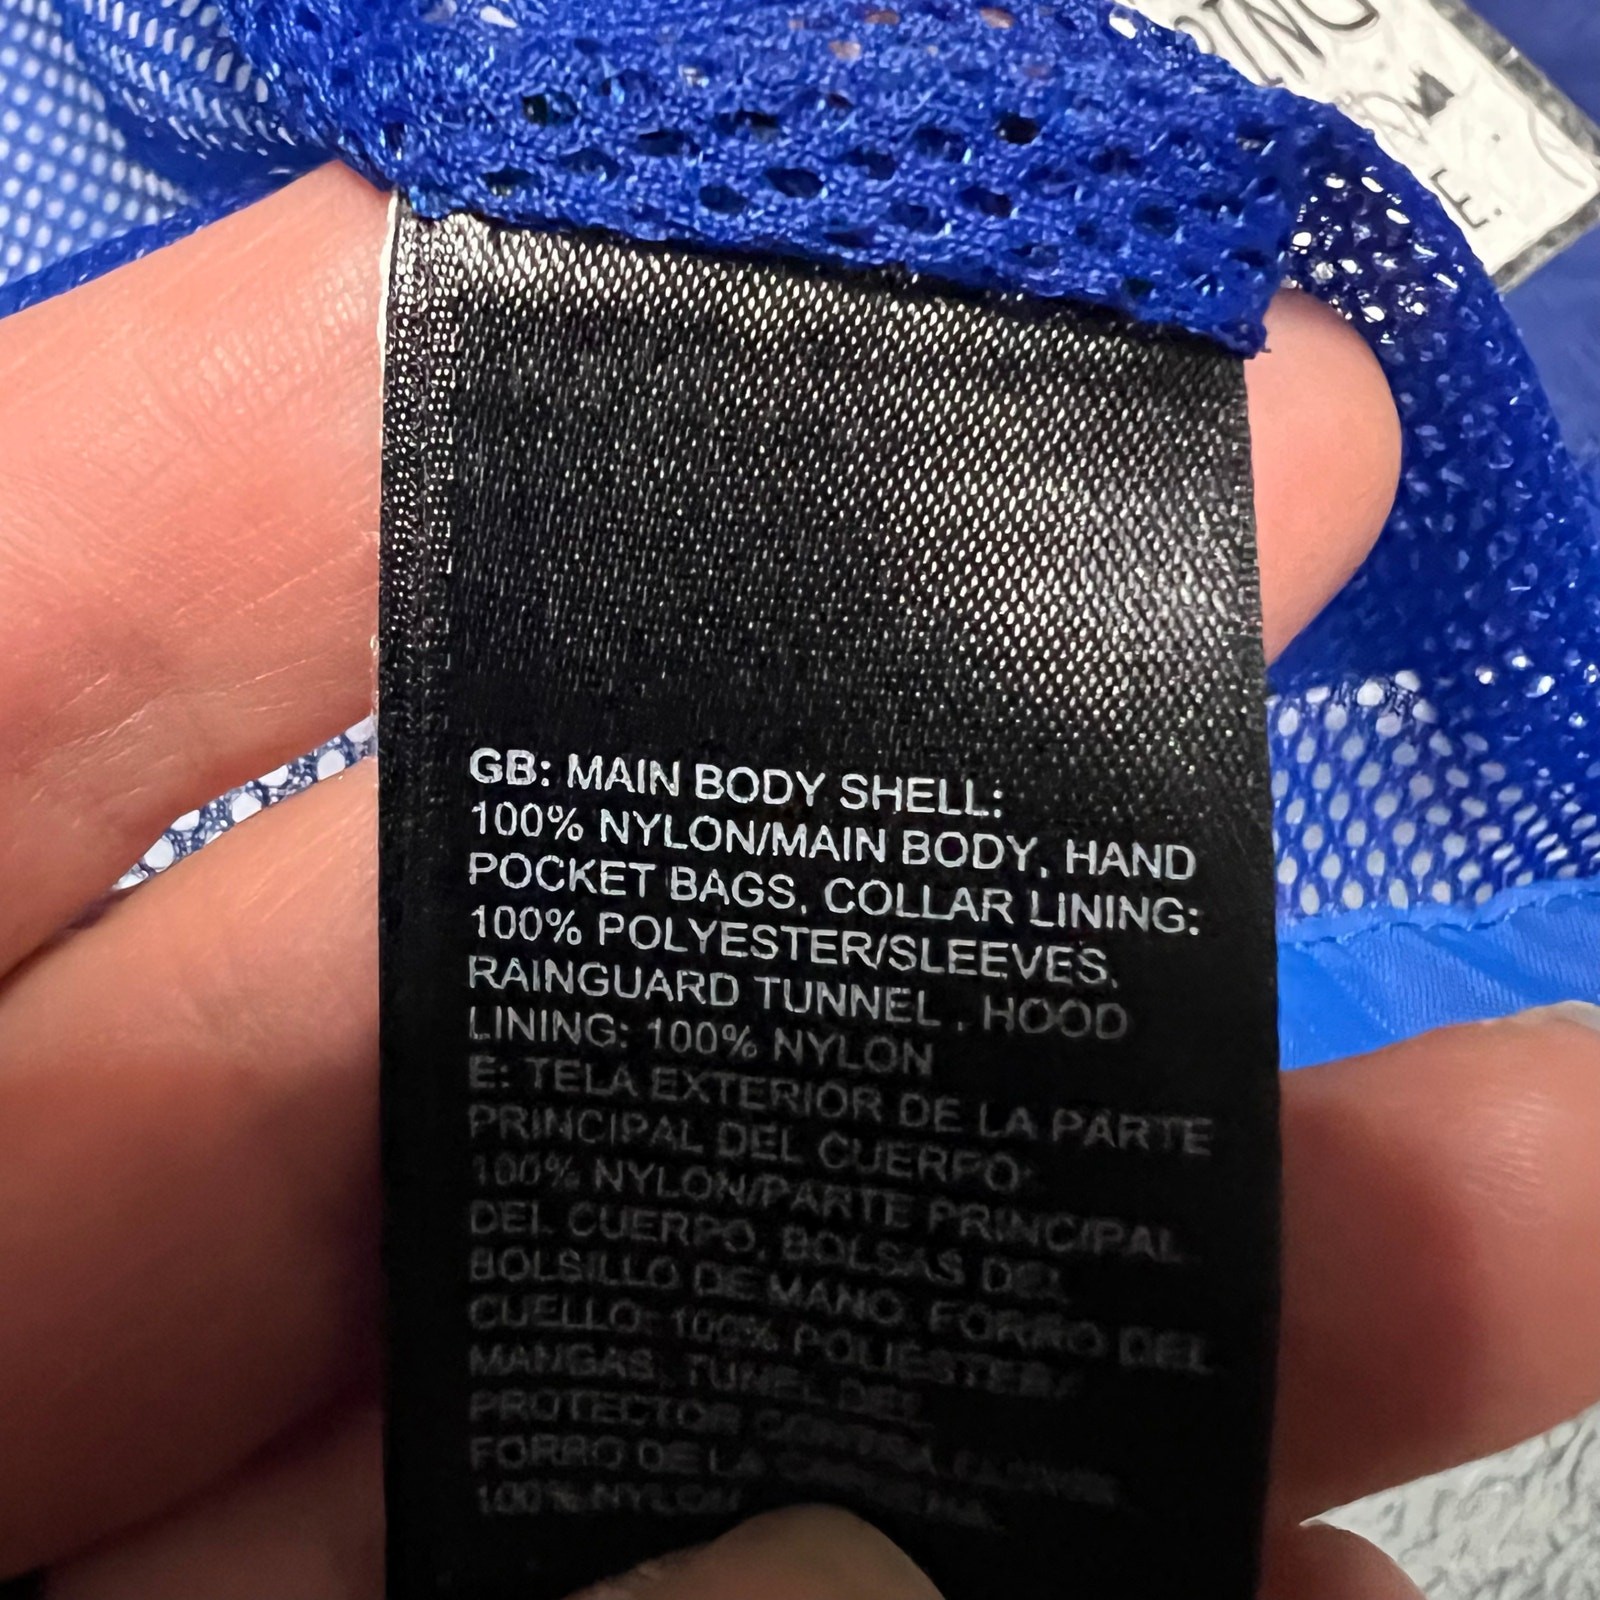 GB: MAIN BODY SHELL:
100% NYLON/MAIN BODY, HAND
POCKET BAGS, COLLAR LINING:
100% POLYESTER/SLEEVES,
RAINGUARD TUNNEL , HOOD
LINING: 100% NYLON
E: TELA EXTERIOR DE LA PARTE
PRINCIPAL DEL CUERPO:
100% NYLON/PARTE PRINCIPAL
DEL CUERPO, BOLSAS DEL
BOLSILLO DE MANO, FORRO DEL
CUELLO: 100% POLIÉSTER/
MANGAS, TUNEL DEL
PROTECTOR CONTRA
FORRO DE LA
100% NYLON